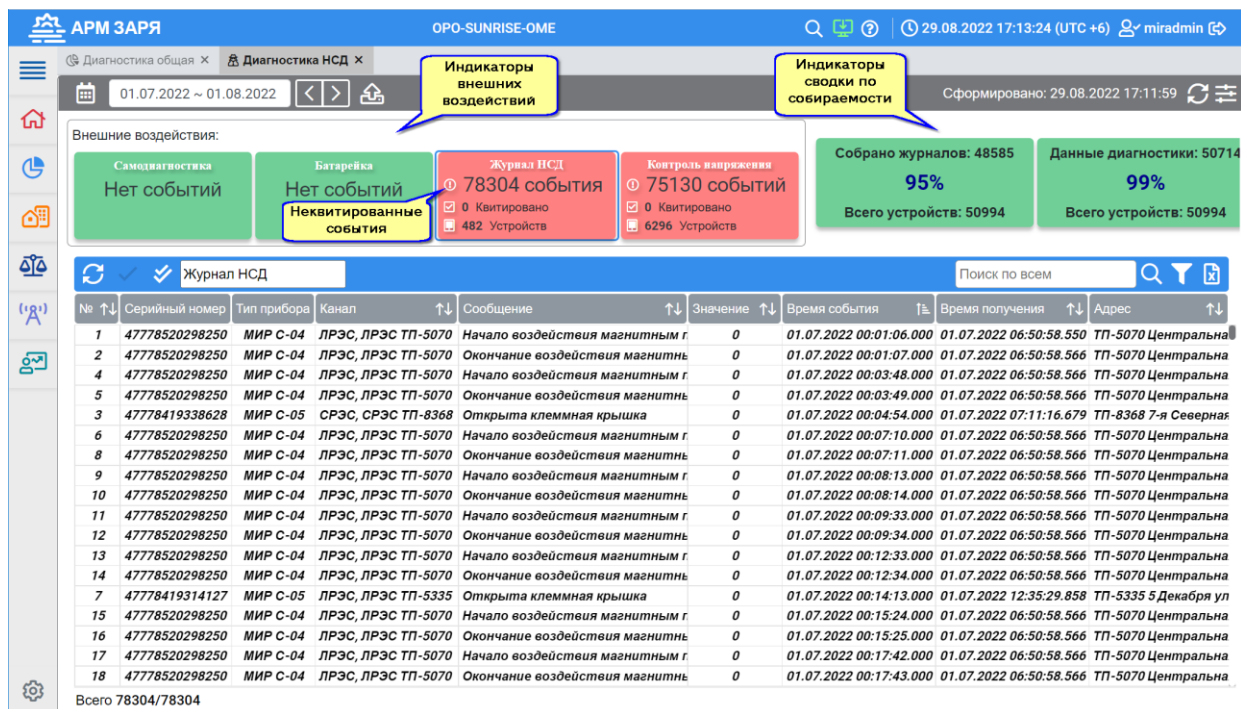 АРМ ЗАРЯ OPO-SUNRISE-OME 29.08.2022 17:13:24 (UTC +6) miradmin
Диагностика общая × Диагностика НСД ×
Индикаторы
внешних
воздействий
Индикаторы
сводки по
собираемости
01.07.2022 ~ 01.08.2022 Сформировано: 29.08.2022 17:11:59
Внешние воздействия:
Самодиагностика
Нет событий
Батарейка
Нет событий
Неквитированные
события
Журнал НСД
78304 события
0 Квитировано
482 Устройств
Контроль напряжения
75130 событий
0 Квитировано
6296 Устройств
Собрано журналов: 48585
95%
Всего устройств: 50994
Данные диагностики: 50714
99%
Всего устройств: 50994
Журнал НСД Поиск по всем
№ Серийный номер Тип прибора Канал Сообщение Значение Время события Время получения Адрес
1 47778520298250 МИР С-04 ЛРЭС, ЛРЭС ТП-5070 Начало воздействия магнитным п 0 01.07.2022 00:01:06.000 01.07.2022 06:50:58.550 ТП-5070 Центральна
2 47778520298250 МИР С-04 ЛРЭС, ЛРЭС ТП-5070 Окончание воздействия магнитнь 0 01.07.2022 00:01:07.000 01.07.2022 06:50:58.566 ТП-5070 Центральна
4 47778520298250 МИР С-04 ЛРЭС, ЛРЭС ТП-5070 Начало воздействия магнитным п 0 01.07.2022 00:03:48.000 01.07.2022 06:50:58.566 ТП-5070 Центральна
5 47778520298250 МИР С-04 ЛРЭС, ЛРЭС ТП-5070 Окончание воздействия магнитнь 0 01.07.2022 00:03:49.000 01.07.2022 06:50:58.566 ТП-5070 Центральна
3 47778419338628 МИР С-05 СРЭС, СРЭС ТП-8368 Открыта клеммная крышка 0 01.07.2022 00:04:54.000 01.07.2022 07:11:16.679 ТП-8368 7-я Северная
6 47778520298250 МИР С-04 ЛРЭС, ЛРЭС ТП-5070 Начало воздействия магнитным п 0 01.07.2022 00:07:10.000 01.07.2022 06:50:58.566 ТП-5070 Центральна
8 47778520298250 МИР С-04 ЛРЭС, ЛРЭС ТП-5070 Окончание воздействия магнитнь 0 01.07.2022 00:07:11.000 01.07.2022 06:50:58.566 ТП-5070 Центральна
9 47778520298250 МИР С-04 ЛРЭС, ЛРЭС ТП-5070 Начало воздействия магнитным п 0 01.07.2022 00:08:13.000 01.07.2022 06:50:58.566 ТП-5070 Центральна
10 47778520298250 МИР С-04 ЛРЭС, ЛРЭС ТП-5070 Окончание воздействия магнитнь 0 01.07.2022 00:08:14.000 01.07.2022 06:50:58.566 ТП-5070 Центральна
11 47778520298250 МИР С-04 ЛРЭС, ЛРЭС ТП-5070 Начало воздействия магнитным п 0 01.07.2022 00:09:33.000 01.07.2022 06:50:58.566 ТП-5070 Центральна
12 47778520298250 МИР С-04 ЛРЭС, ЛРЭС ТП-5070 Окончание воздействия магнитнь 0 01.07.2022 00:09:34.000 01.07.2022 06:50:58.566 ТП-5070 Центральна
13 47778520298250 МИР С-04 ЛРЭС, ЛРЭС ТП-5070 Начало воздействия магнитным п 0 01.07.2022 00:12:33.000 01.07.2022 06:50:58.566 ТП-5070 Центральна
14 47778520298250 МИР С-04 ЛРЭС, ЛРЭС ТП-5070 Окончание воздействия магнитнь 0 01.07.2022 00:12:34.000 01.07.2022 06:50:58.566 ТП-5070 Центральна
7 47778419314127 МИР С-05 ЛРЭС, ЛРЭС ТП-5335 Открыта клеммная крышка 0 01.07.2022 00:14:13.000 01.07.2022 12:35:29.858 ТП-5335 5 Декабря ул
15 47778520298250 МИР С-04 ЛРЭС, ЛРЭС ТП-5070 Начало воздействия магнитным п 0 01.07.2022 00:15:24.000 01.07.2022 06:50:58.566 ТП-5070 Центральна
16 47778520298250 МИР С-04 ЛРЭС, ЛРЭС ТП-5070 Окончание воздействия магнитнь 0 01.07.2022 00:15:25.000 01.07.2022 06:50:58.566 ТП-5070 Центральна
17 47778520298250 МИР С-04 ЛРЭС, ЛРЭС ТП-5070 Начало воздействия магнитным п 0 01.07.2022 00:17:42.000 01.07.2022 06:50:58.566 ТП-5070 Центральна
18 47778520298250 МИР С-04 ЛРЭС, ЛРЭС ТП-5070 Окончание воздействия магнитнь 0 01.07.2022 00:17:43.000 01.07.2022 06:50:58.566 ТП-5070 Центральна
Всего 78304/78304